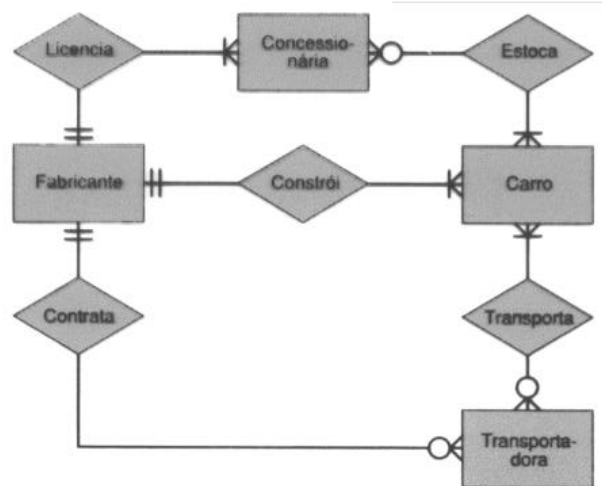 Licencia
Concessio-
nária
Estoca
Fabricante
Constrói
Carro
Contrata
Transporta
Transporta-
dora